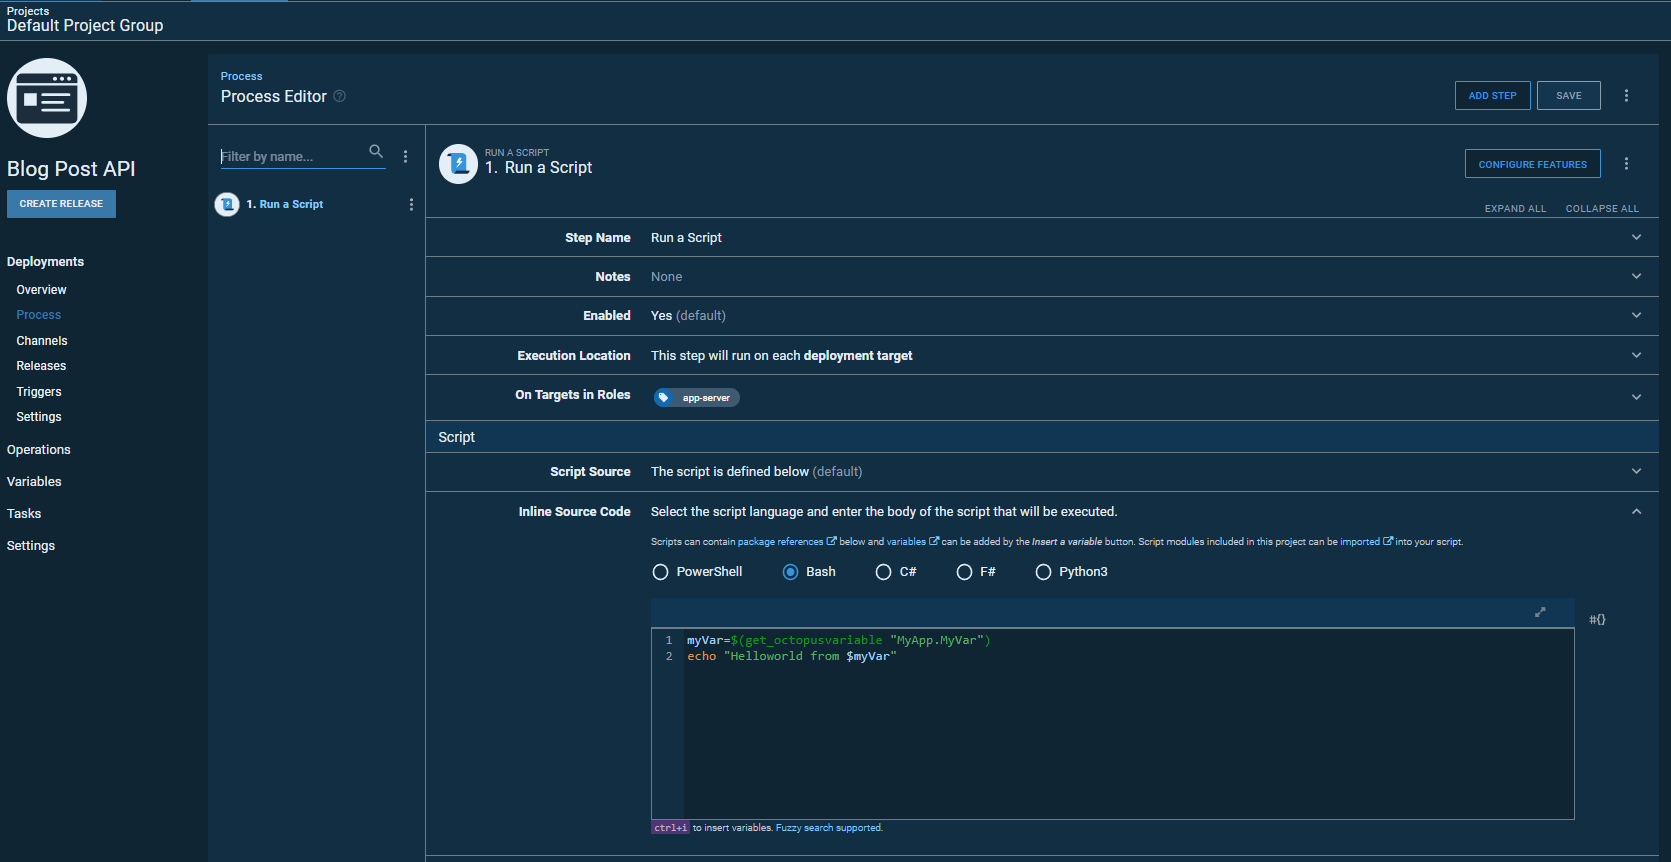 Projects
Default Project Group
Blog Post API
CREATE RELEASE
Deployments
Overview
Process
Channels
Releases
Triggers
Settings
Operations
Variables
Tasks
Settings
Process
Process Editor
ADD STEP
SAVE
Filter by name...
1. Run a Script
RUN A SCRIPT
1. Run a Script
CONFIGURE FEATURES
EXPAND ALL COLLAPSE ALL
Step Name Run a Script
Notes None
Enabled Yes (default)
Execution Location This step will run on each deployment target
On Targets in Roles app-server
Script
Script Source The script is defined below (default)
Inline Source Code Select the script language and enter the body of the script that will be executed.
Scripts can contain package references below and variables can be added by the Insert a variable button. Script modules included in this project can be imported into your script.
PowerShell Bash C# F# Python3
#{}
1 myVar=$(get_octopusvariable "MyApp.MyVar")
2 echo "Helloworld from $myVar"
ctrl+i to insert variables. Fuzzy search supported.